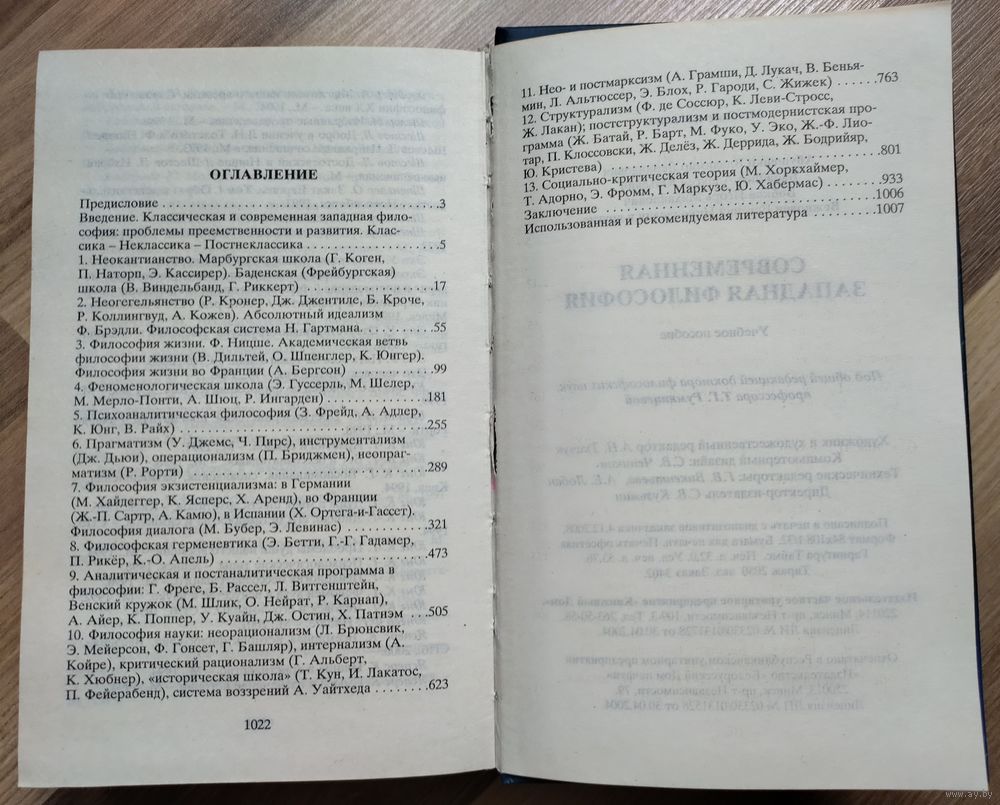 ОГЛАВЛЕНИЕ
Предисловие 3
Введение. Классическая и современная западная фило-
софия: проблемы преемственности и развития. Клас-
сика – Неклассика – Постнеклассика 5
1. Неокантианство. Марбургская школа (Г. Коген,
П. Наторп, Э. Кассирер). Баденская (Фрейбургская)
школа (В. Виндельбанд, Г. Риккерт) 17
2. Неогегельянство (Р. Кронер, Дж. Джентиле, Б. Кроче,
Р. Коллингвуд, А. Кожев). Абсолютный идеализм
Ф. Брэдли. Философская система Н. Гартмана. 55
3. Философия жизни. Ф. Ницше. Академическая ветвь
философии жизни (В. Дильтей, О. Шпенглер, К. Юнгер).
Философия жизни во Франции (А. Бергсон) 99
4. Феноменологическая школа (Э. Гуссерль, М. Шелер,
М. Мерло-Понти, А. Шюц, Р. Ингарден) 181
5. Психоаналитическая философия (З. Фрейд, А. Адлер,
К. Юнг, В. Райх) 255
6. Прагматизм (У. Джемс, Ч. Пирс), инструментализм
(Дж. Дьюи), операционализм (П. Бриджмен), неопраг-
матизм (Р. Рорти) 289
7. Философия экзистенциализма: в Германии
(М. Хайдеггер, К. Ясперс, Х. Арендт), во Франции
(Ж.-П. Сартр, А. Камю), в Испании (Х. Ортега-и-Гассет).
Философия диалога (М. Бубер, Э. Левинас) 321
8. Философская герменевтика (Э. Бетти, Г.-Г. Гадамер,
П. Рикёр, К.-О. Апель) 473
9. Аналитическая и постаналитическая программа в
философии: Г. Фреге, Б. Рассел, Л. Витгенштейн,
Венский кружок (М. Шлик, О. Нейрат, Р. Карнап),
А. Айер, К. Поппер, У. Куайн, Дж. Остин, Х. Патнэм 505
10. Философия науки: неорационализм (Л. Брюнсвик,
Э. Мейерсон, Ф. Гонсет, Г. Башляр), интернализм (А.
Койре), критический рационализм (Г. Альберт,
К. Хюбнер), «историческая школа» (Т. Кун, И. Лакатос,
П. Фейерабенд), система воззрений А. Уайтхеда 623
1022
11. Нео- и постмарксизм (А. Грамши, Д. Лукач, В. Бенья-
мин, Л. Альтюссер, Э. Блох, Р. Гароди, С. Жижек) 763
12. Структурализм (Ф. де Соссюр, К. Леви-Стросс,
Ж. Лакан); постструктурализм и постмодернистская про-
грамма (Ж. Батай, Р. Барт, М. Фуко, У. Эко, Ж.-Ф. Лио-
тар, П. Клоссовски, Ж. Делёз, Ж. Деррида, Ж. Бодрийяр,
Ю. Кристева) 801
13. Социально-критическая теория (М. Хоркхаймер,
Т. Адорно, Э. Фромм, Г. Маркузе, Ю. Хабермас) 933
Заключение 1006
Использованная и рекомендуемая литература 1007
www.ay.by